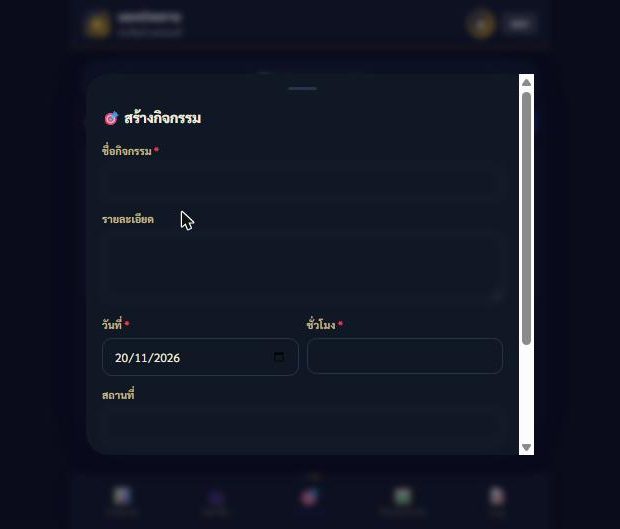 🎯 สร้างกิจกรรม
ชื่อกิจกรรม *
รายละเอียด
วันที่ *
ชั่วโมง *
20/11/2026
สถานที่